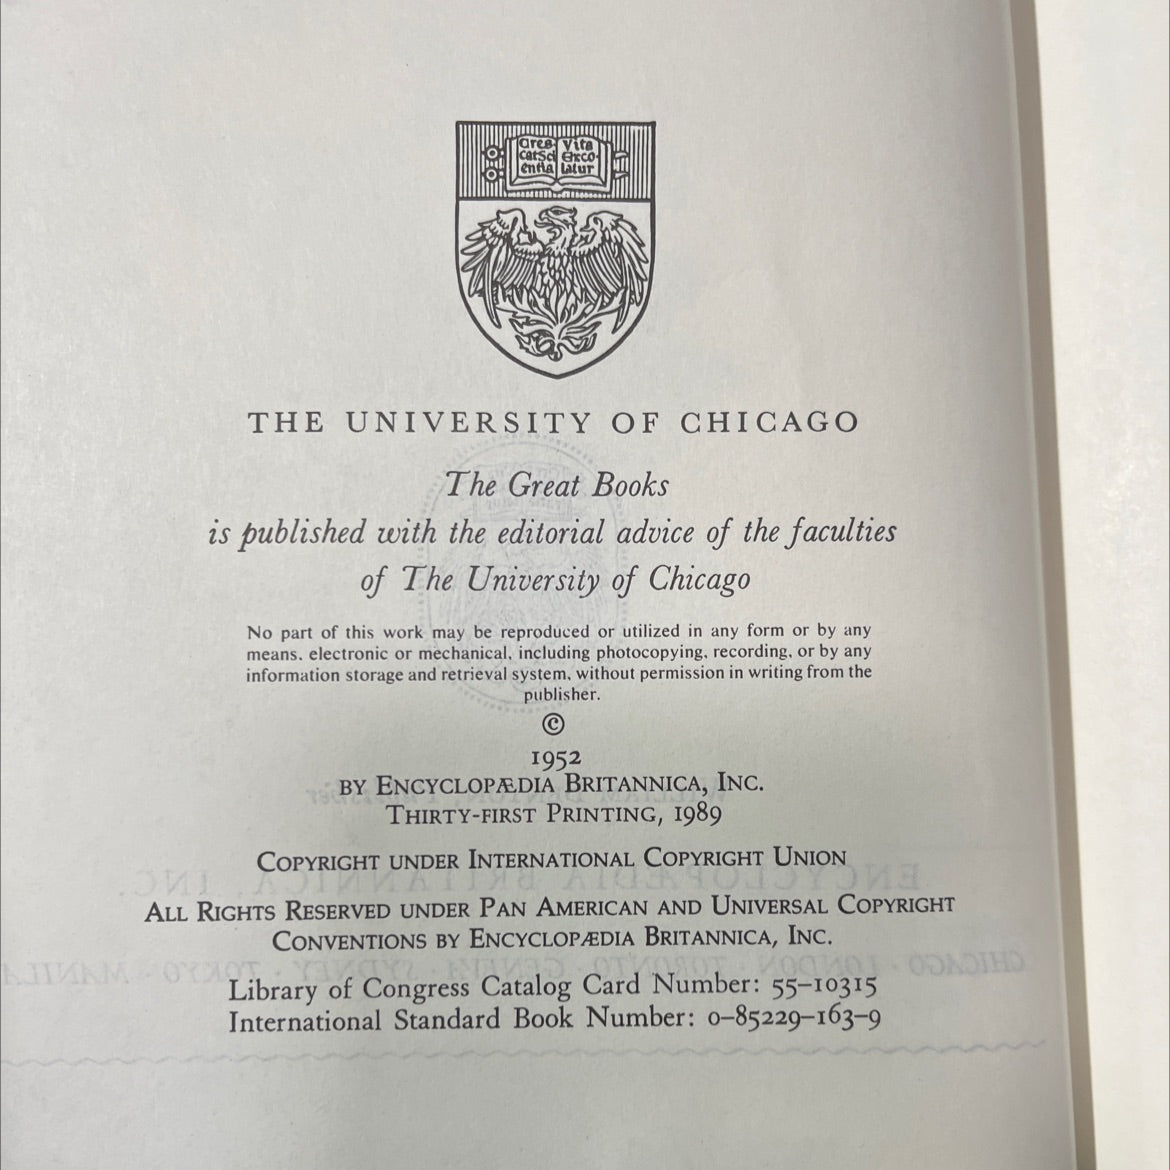 Cres Vita
catSci Exco
entia latur
THE UNIVERSITY OF CHICAGO
The Great Books
is published with the editorial advice of the faculties
of The University of Chicago
No part of this work may be reproduced or utilized in any form or by any
means, electronic or mechanical, including photocopying, recording, or by any
information storage and retrieval system, without permission in writing from the
publisher.
©
1952
BY ENCYCLOPÆDIA BRITANNICA, INC.
THIRTY-FIRST PRINTING, 1989
COPYRIGHT UNDER INTERNATIONAL COPYRIGHT UNION
ALL RIGHTS RESERVED UNDER PAN AMERICAN AND UNIVERSAL COPYRIGHT
CONVENTIONS BY ENCYCLOPÆDIA BRITANNICA, INC.
Library of Congress Catalog Card Number: 55–10315
International Standard Book Number: 0–85229–163–9